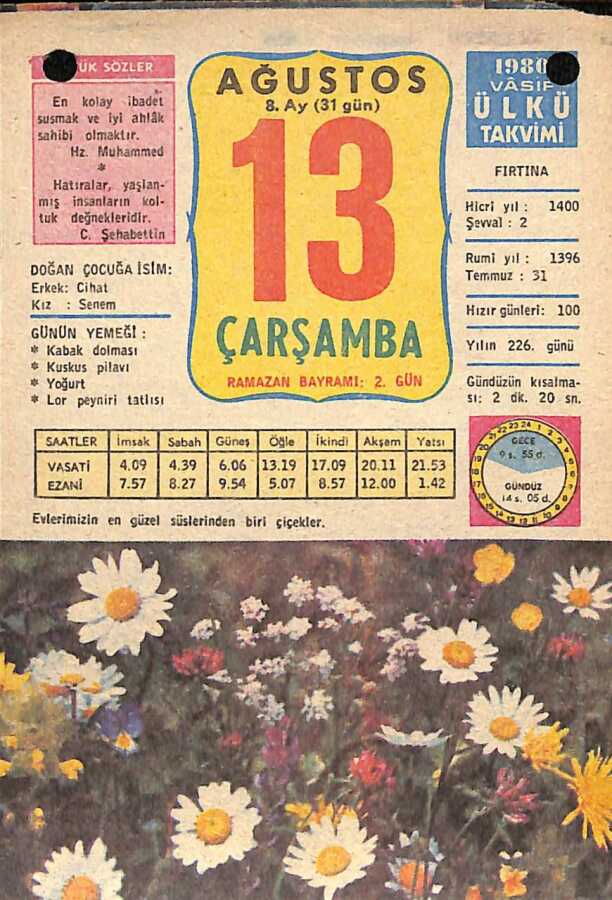 ÜK SÖZLER
En kolay ibadet
susmak ve iyi ahlâk
sahibi olmaktır.
Hz. Muhammed
*
Hatıralar, yaşlan-
mış insanların kol-
tuk değnekleridir.
C. Şehabettin
DOĞAN ÇOCUĞA İSİM:
Erkek: Cihat
Kız : Senem
GÜNÜN YEMEĞİ :
* Kabak dolması
* Kuskus pilavı
* Yoğurt
* Lor peyniri tatlısı
AĞUSTOS
8. Ay (31 gün)
13
ÇARŞAMBA
RAMAZAN BAYRAMI: 2. GÜN
1980
VÂSIF
ÜLKÜ
TAKVİMİ
FIRTINA
Hicri yıl : 1400
Şevval : 2
Rumi yıl : 1396
Temmuz : 31
Hızır günleri: 100
Yılın 226. günü
Gündüzün kısalma-
sı: 2 dk. 20 sn.
SAATLER İmsak Sabah Güneş Öğle İkindi Akşam Yatsı
VASATİ 4.09 4.39 6.06 13.19 17.09 20.11 21.53
EZANİ 7.57 8.27 9.54 5.07 8.57 12.00 1.42
GECE
9 s. 55 d.
GÜNDÜZ
14 s. 05 d.
Evlerimizin en güzel süslerinden biri çiçekler.